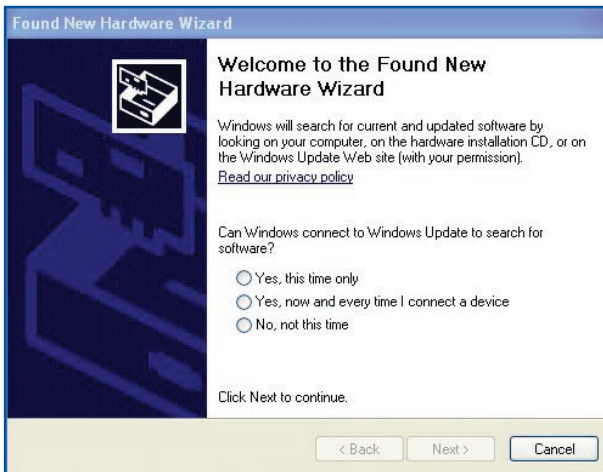 Found New Hardware Wizard
Welcome to the Found New
Hardware Wizard
Windows will search for current and updated software by
looking on your computer, on the hardware installation CD, or on
the Windows Update Web site (with your permission).
Read our privacy policy
Can Windows connect to Windows Update to search for
software?
Yes, this time only
Yes, now and every time I connect a device
No, not this time
Click Next to continue.
< Back
Next >
Cancel